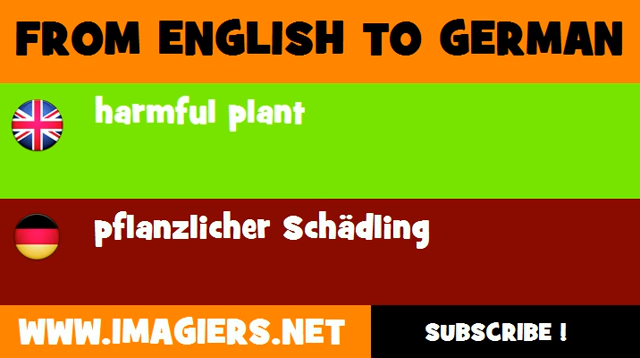 FROM ENGLISH TO GERMAN
harmful plant
pflanzlicher Schädling
WWW.IMAGIERS.NET
SUBSCRIBE !